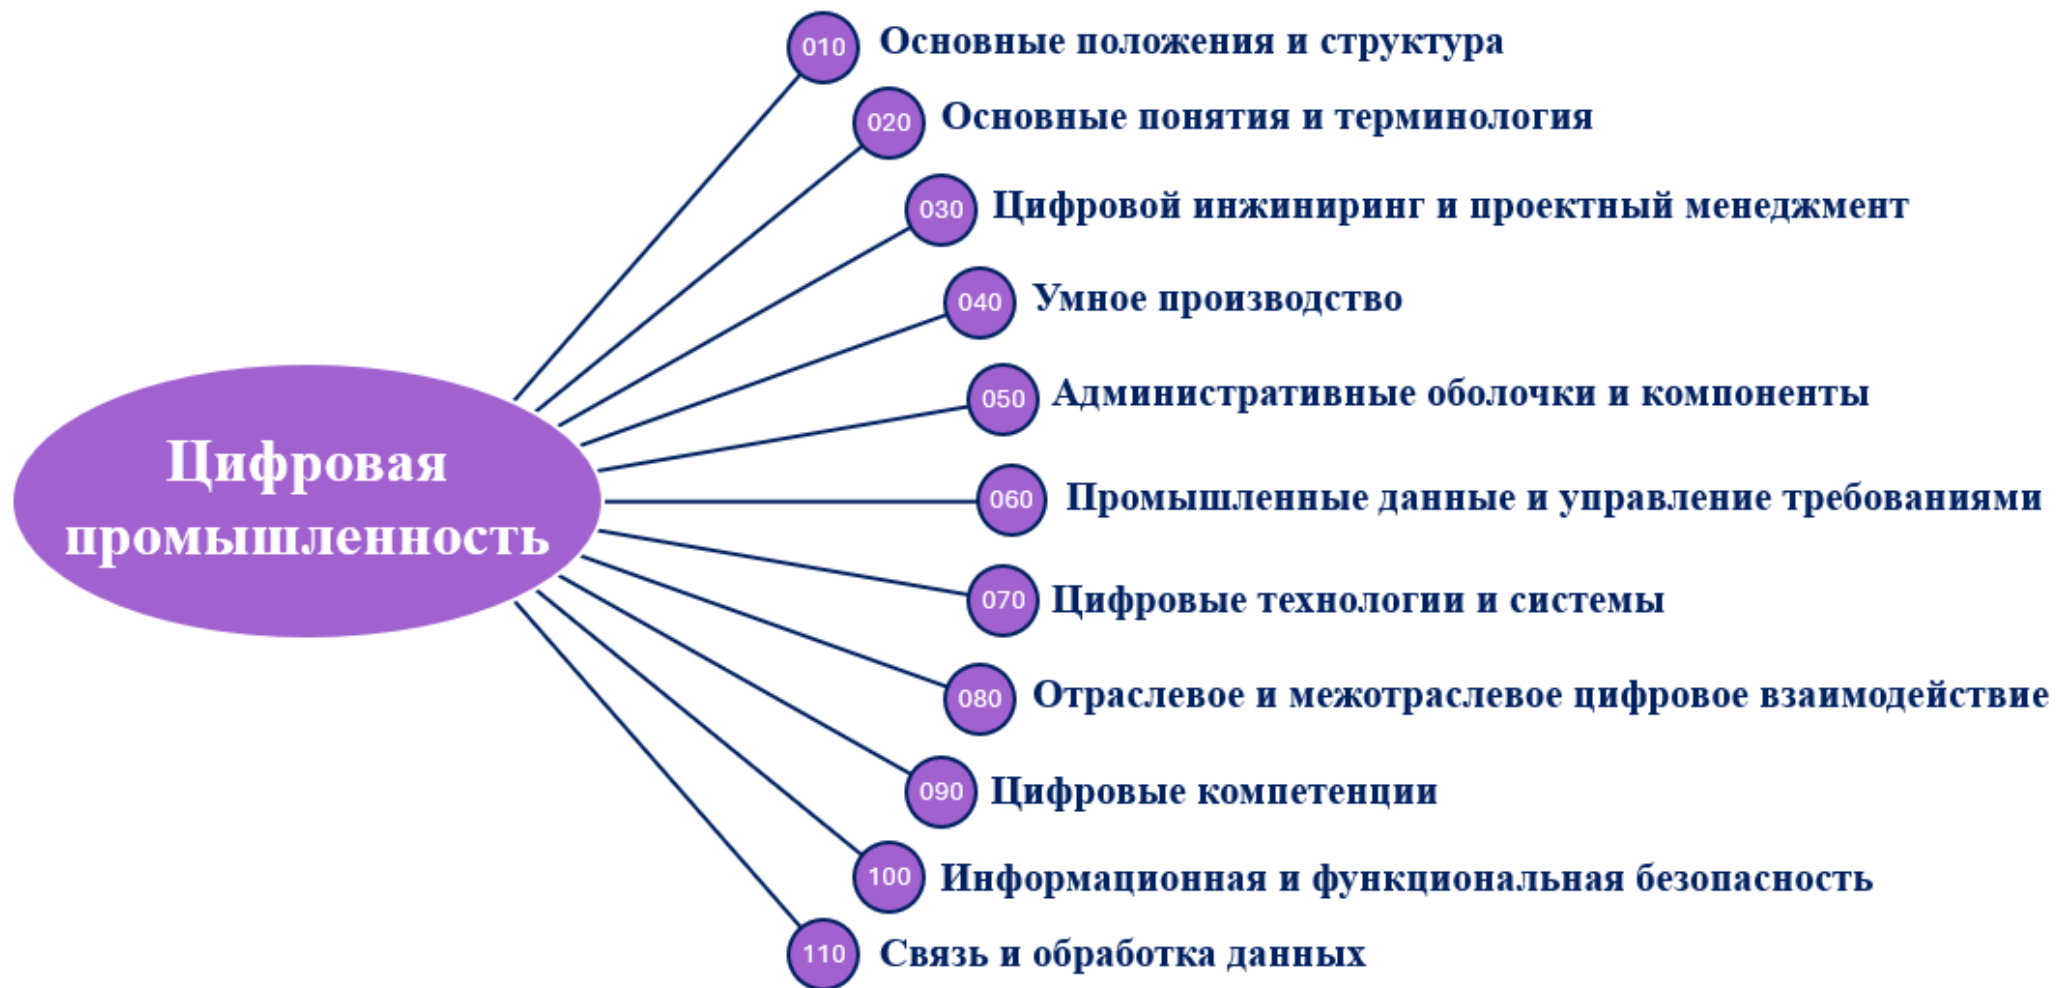 010 Основные положения и структура
020 Основные понятия и терминология
030 Цифровой инжиниринг и проектный менеджмент
040 Умное производство
050 Административные оболочки и компоненты
Цифровая
промышленность
060 Промышленные данные и управление требованиями
070 Цифровые технологии и системы
080 Отраслевое и межотраслевое цифровое взаимодействие
090 Цифровые компетенции
100 Информационная и функциональная безопасность
110 Связь и обработка данных